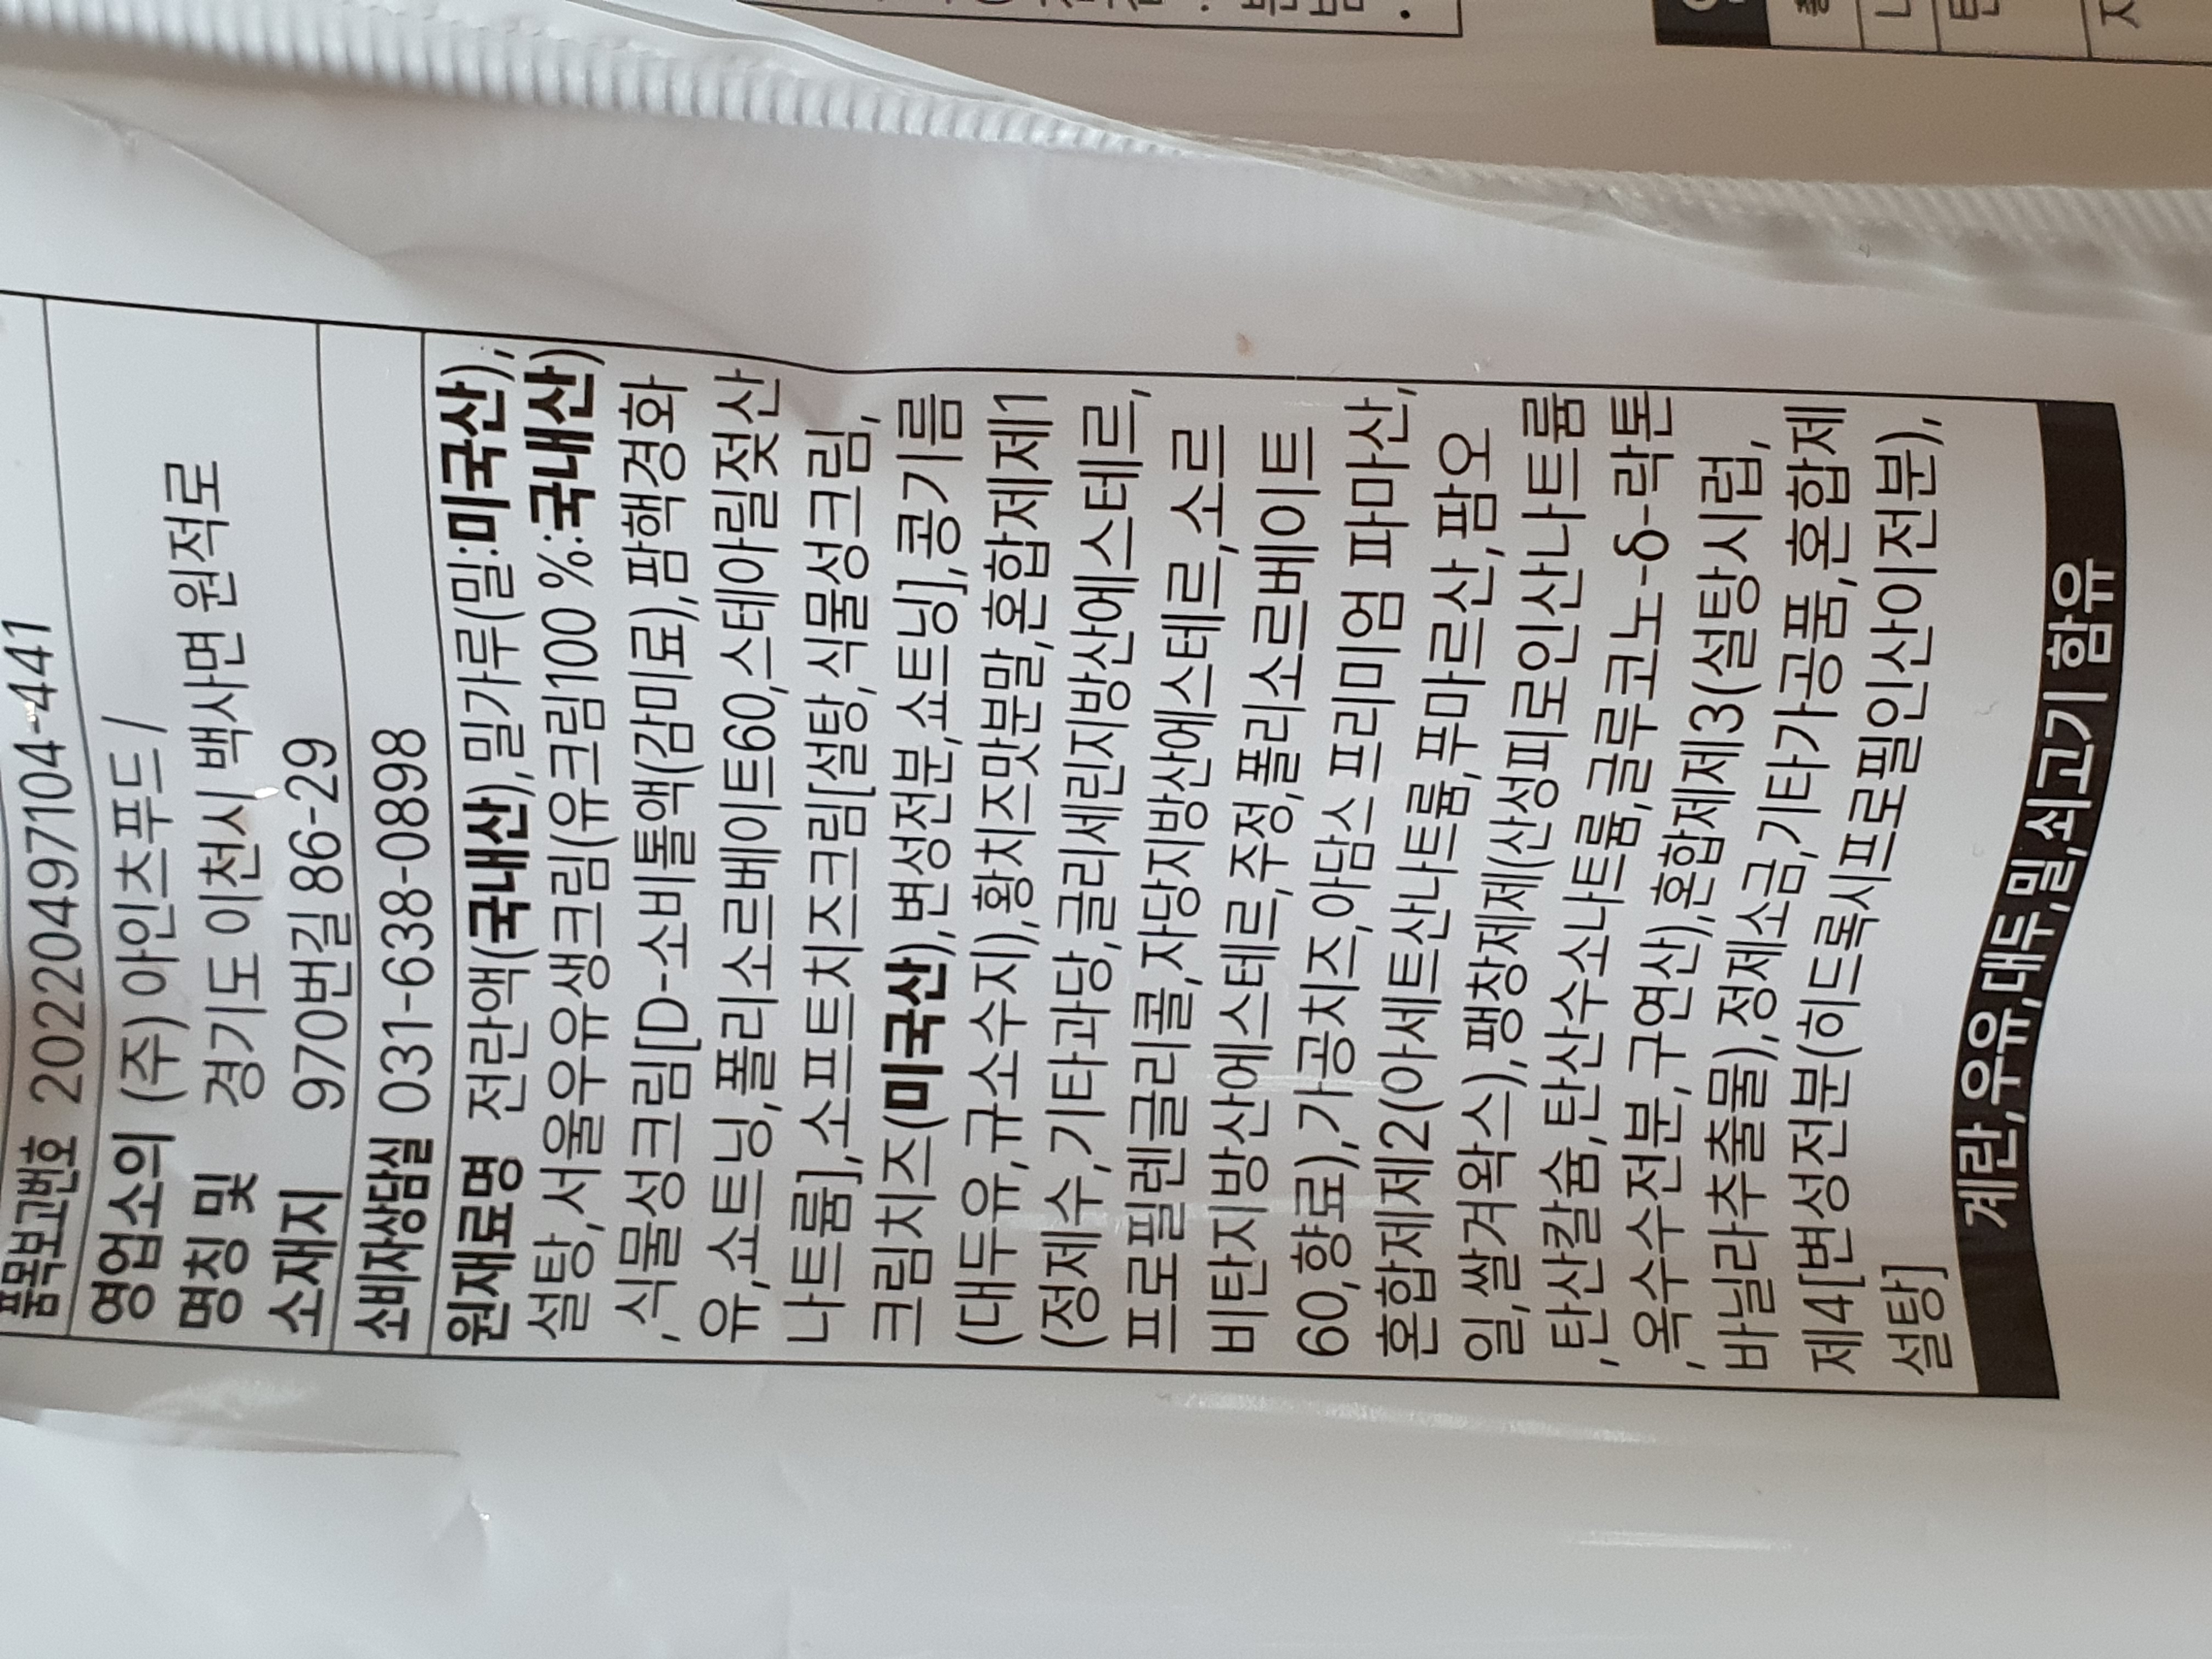 품목보고번호 20220497104-441
영업소의 (주) 아인츠푸드 /
명칭 및 경기도 이천시 백사면 원적로
소재지 970번길 86-29
소비자상담실 031-638-0898
원재료명 전란액(국내산),밀가루(밀:미국산),
설탕,서울우유생크림(유크림100 %:국내산)
,식물성크림[D-소비톨액(감미료),팜핵경화
유,쇼트닝,폴리소르베이트60,스테아릴젖산
나트륨],소프트치즈크림[설탕,식물성크림,
크림치즈(미국산),변성전분,쇼트닝],콩기름
(대두유,규소수지),황치즈맛분말,혼합제제1
(정제수,기타과당,글리세린지방산에스테르,
프로필렌글리콜,자당지방산에스테르,소르
비탄지방산에스테르,주정,폴리소르베이트
60,향료),가공치즈,아담스 프리미엄 파마산,
혼합제제2(아세트산나트륨,푸마르산,팜오
일,쌀겨왁스),팽창제제(산성피로인산나트륨
,탄산칼슘,탄산수소나트륨,글루코노-δ-락톤
,옥수수전분,구연산),혼합제제3(설탕시럽,
바닐라추출물),정제소금,기타가공품,혼합제
제4[변성전분(히드록시프로필인산이전분),
설탕]
계란,우유,대두,밀,쇠고기 함유